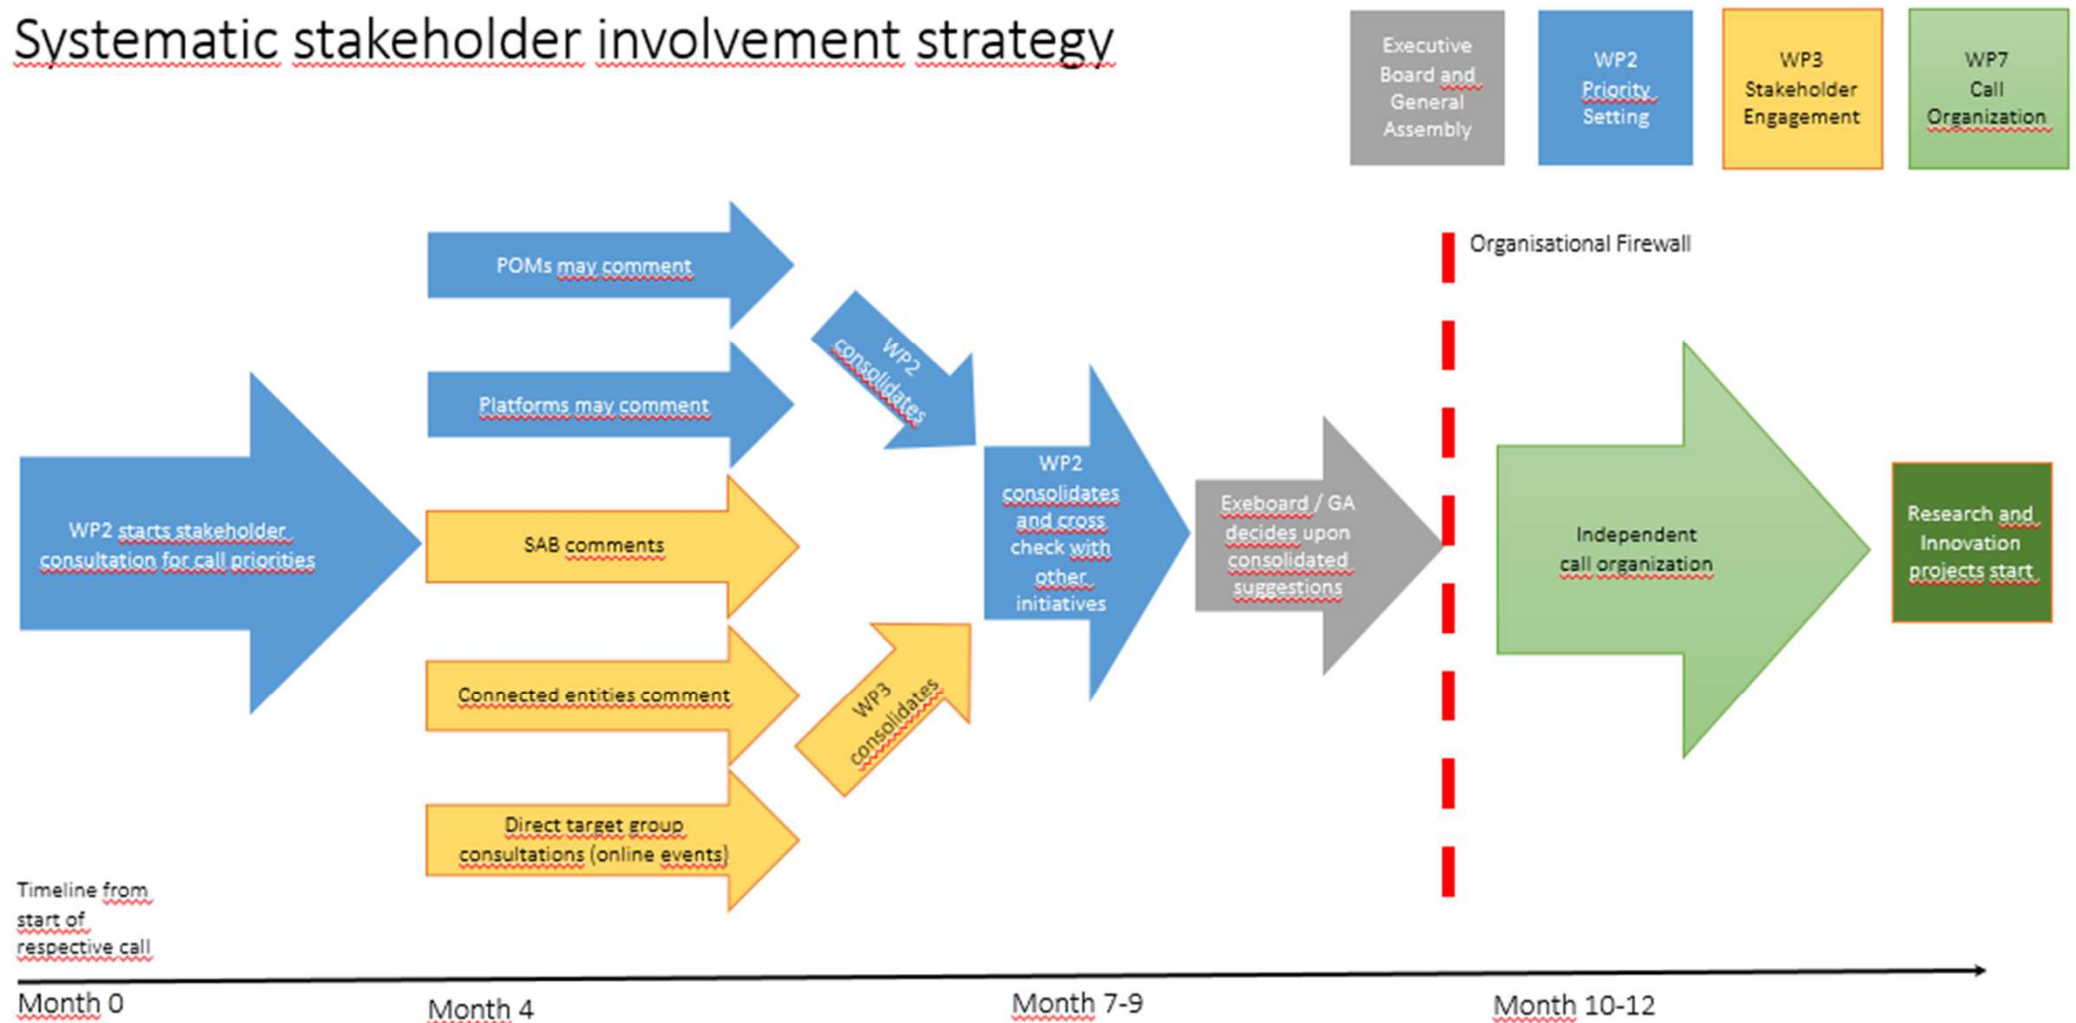 Systematic stakeholder involvement strategy
Executive
Board and
General
Assembly
WP2
Priority
Setting
WP3
Stakeholder
Engagement
WP7
Call
Organization
Organisational Firewall
POMs may comment
Platforms may comment
SAB comments
Connected entities comment
Direct target group
consultations (online events)
WP2 starts stakeholder
consultation for call priorities
WP2
consolidates
WP3
consolidates
WP2
consolidates
and cross
check with
other
initiatives
Exeboard / GA
decides upon
consolidated
suggestions
Independent
call organization
Research and
Innovation
projects start
Timeline from
start of
respective call
Month 0
Month 4
Month 7-9
Month 10-12